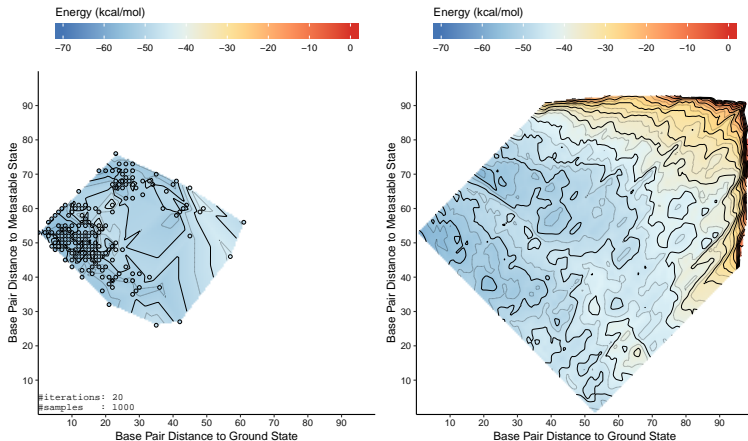 Energy (kcal/mol)
−70 −60 −50 −40 −30 −20 −10 0
Base Pair Distance to Metastable State
90
80
70
60
50
40
30
20
10
#iterations: 20
#samples   : 1000
10 20 30 40 50 60 70 80 90
Base Pair Distance to Ground State
Energy (kcal/mol)
−70 −60 −50 −40 −30 −20 −10 0
Base Pair Distance to Metastable State
90
80
70
60
50
40
30
20
10
10 20 30 40 50 60 70 80 90
Base Pair Distance to Ground State